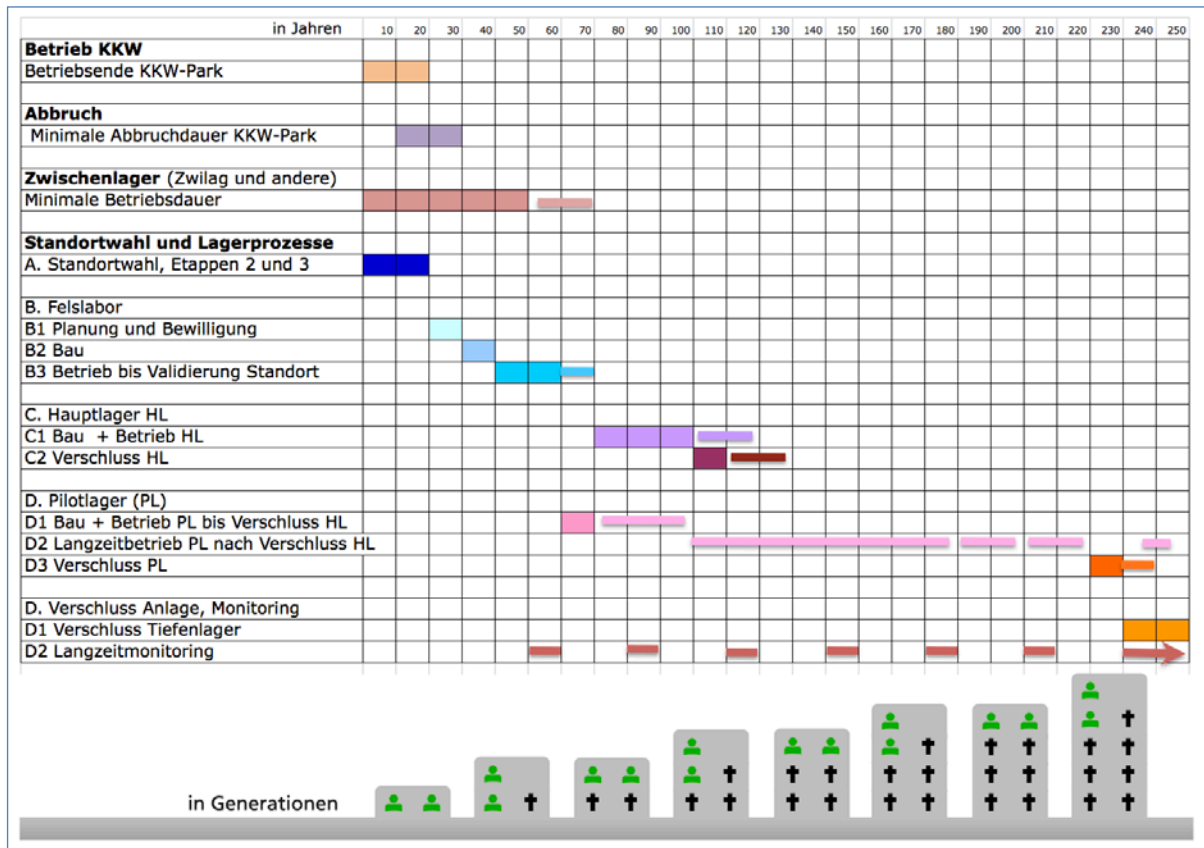 in Jahren 10 20 30 40 50 60 70 80 90 100 110 120 130 140 150 160 170 180 190 200 210 220 230 240 250
Betrieb KKW
Betriebsende KKW-Park
Abbruch
Minimale Abbruchdauer KKW-Park
Zwischenlager (Zwilag und andere)
Minimale Betriebsdauer
Standortwahl und Lagerprozesse
A. Standortwahl, Etappen 2 und 3
B. Felslabor
B1 Planung und Bewilligung
B2 Bau
B3 Betrieb bis Validierung Standort
C. Hauptlager HL
C1 Bau + Betrieb HL
C2 Verschluss HL
D. Pilotlager (PL)
D1 Bau + Betrieb PL bis Verschluss HL
D2 Langzeitbetrieb PL nach Verschluss HL
D3 Verschluss PL
D. Verschluss Anlage, Monitoring
D1 Verschluss Tiefenlager
D2 Langzeitmonitoring
in Generationen